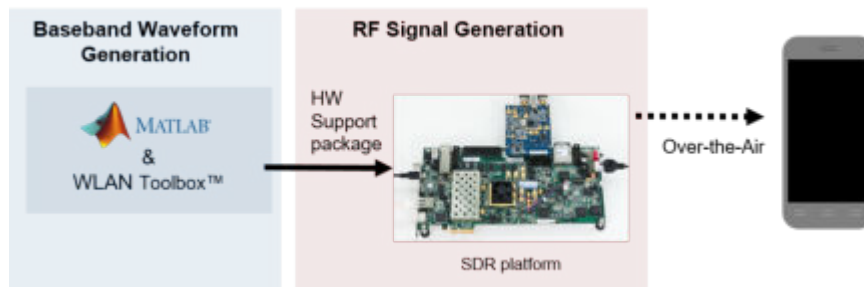 Baseband Waveform
Generation
RF Signal Generation
MATLAB®
&
WLAN Toolbox™
HW
Support
package
SDR platform
Over-the-Air